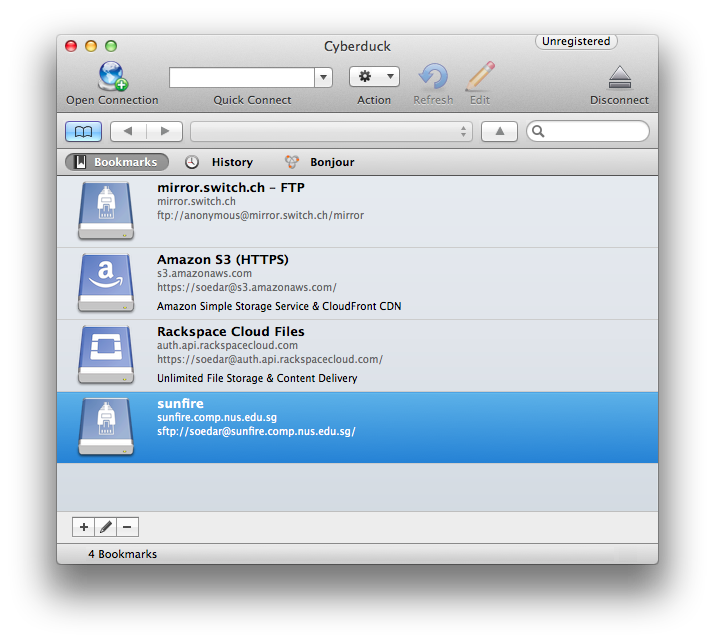 Cyberduck
Unregistered
Open Connection
Quick Connect
Action
Refresh
Edit
Disconnect
Bookmarks
History
Bonjour
mirror.switch.ch – FTP
mirror.switch.ch
ftp://anonymous@mirror.switch.ch/mirror
Amazon S3 (HTTPS)
s3.amazonaws.com
https://soedar@s3.amazonaws.com/
Amazon Simple Storage Service & CloudFront CDN
Rackspace Cloud Files
auth.api.rackspacecloud.com
https://soedar@auth.api.rackspacecloud.com/
Unlimited File Storage & Content Delivery
sunfire
sunfire.comp.nus.edu.sg
sftp://soedar@sunfire.comp.nus.edu.sg/
4 Bookmarks